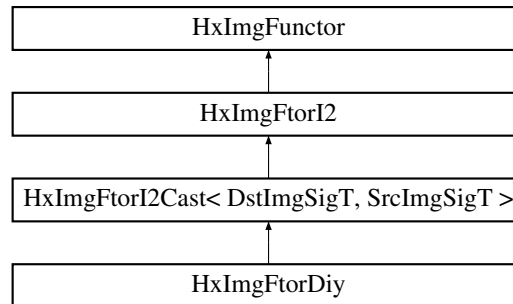 HxImgFunctor
HxImgFtorI2
HxImgFtorI2Cast< DstImgSigT, SrcImgSigT >
HxImgFtorDiy